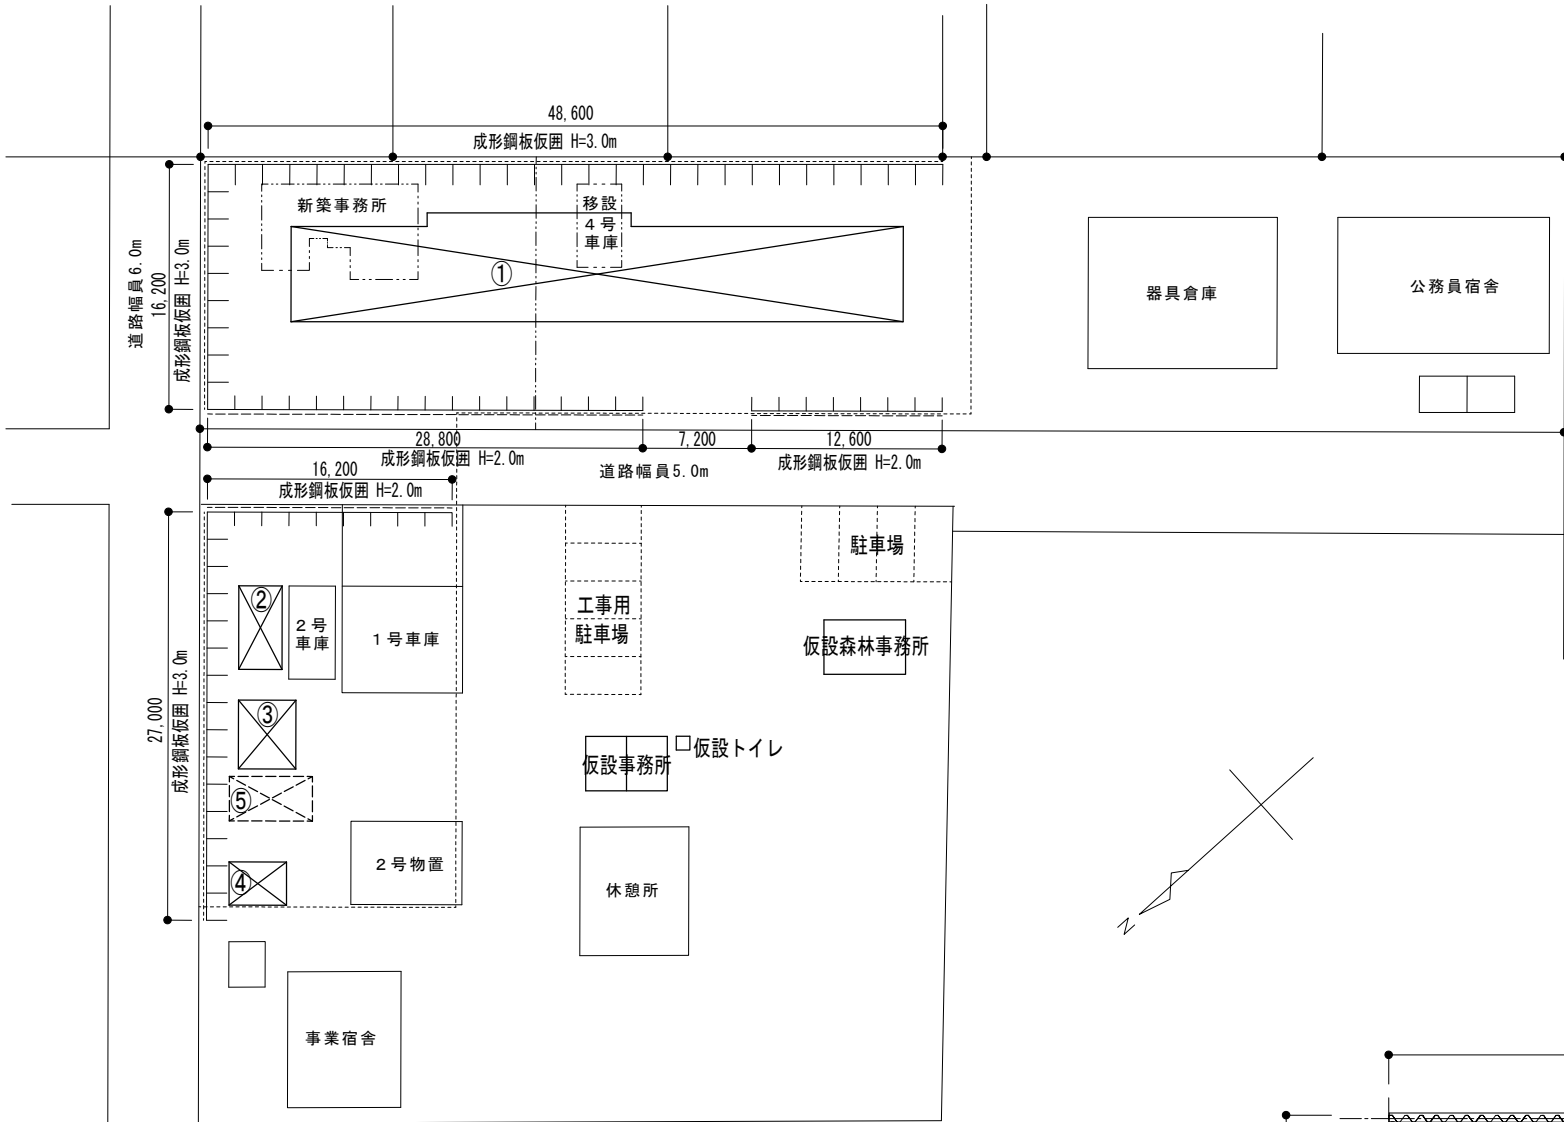 48,600
成形鋼板仮囲 H=3.0m
新築事務所
移設
4号
車庫
①
道路幅員6.0m
16,200
成形鋼板仮囲 H=3.0m
器具倉庫
公務員宿舎
28,800
成形鋼板仮囲 H=2.0m
7,200
12,600
成形鋼板仮囲 H=2.0m
道路幅員5.0m
16,200
成形鋼板仮囲 H=2.0m
駐車場
②
2号
車庫
1号車庫
工事用
駐車場
仮設森林事務所
27,000
成形鋼板仮囲 H=3.0m
③
仮設事務所
仮設トイレ
⑤
④
2号物置
休憩所
N
事業宿舎